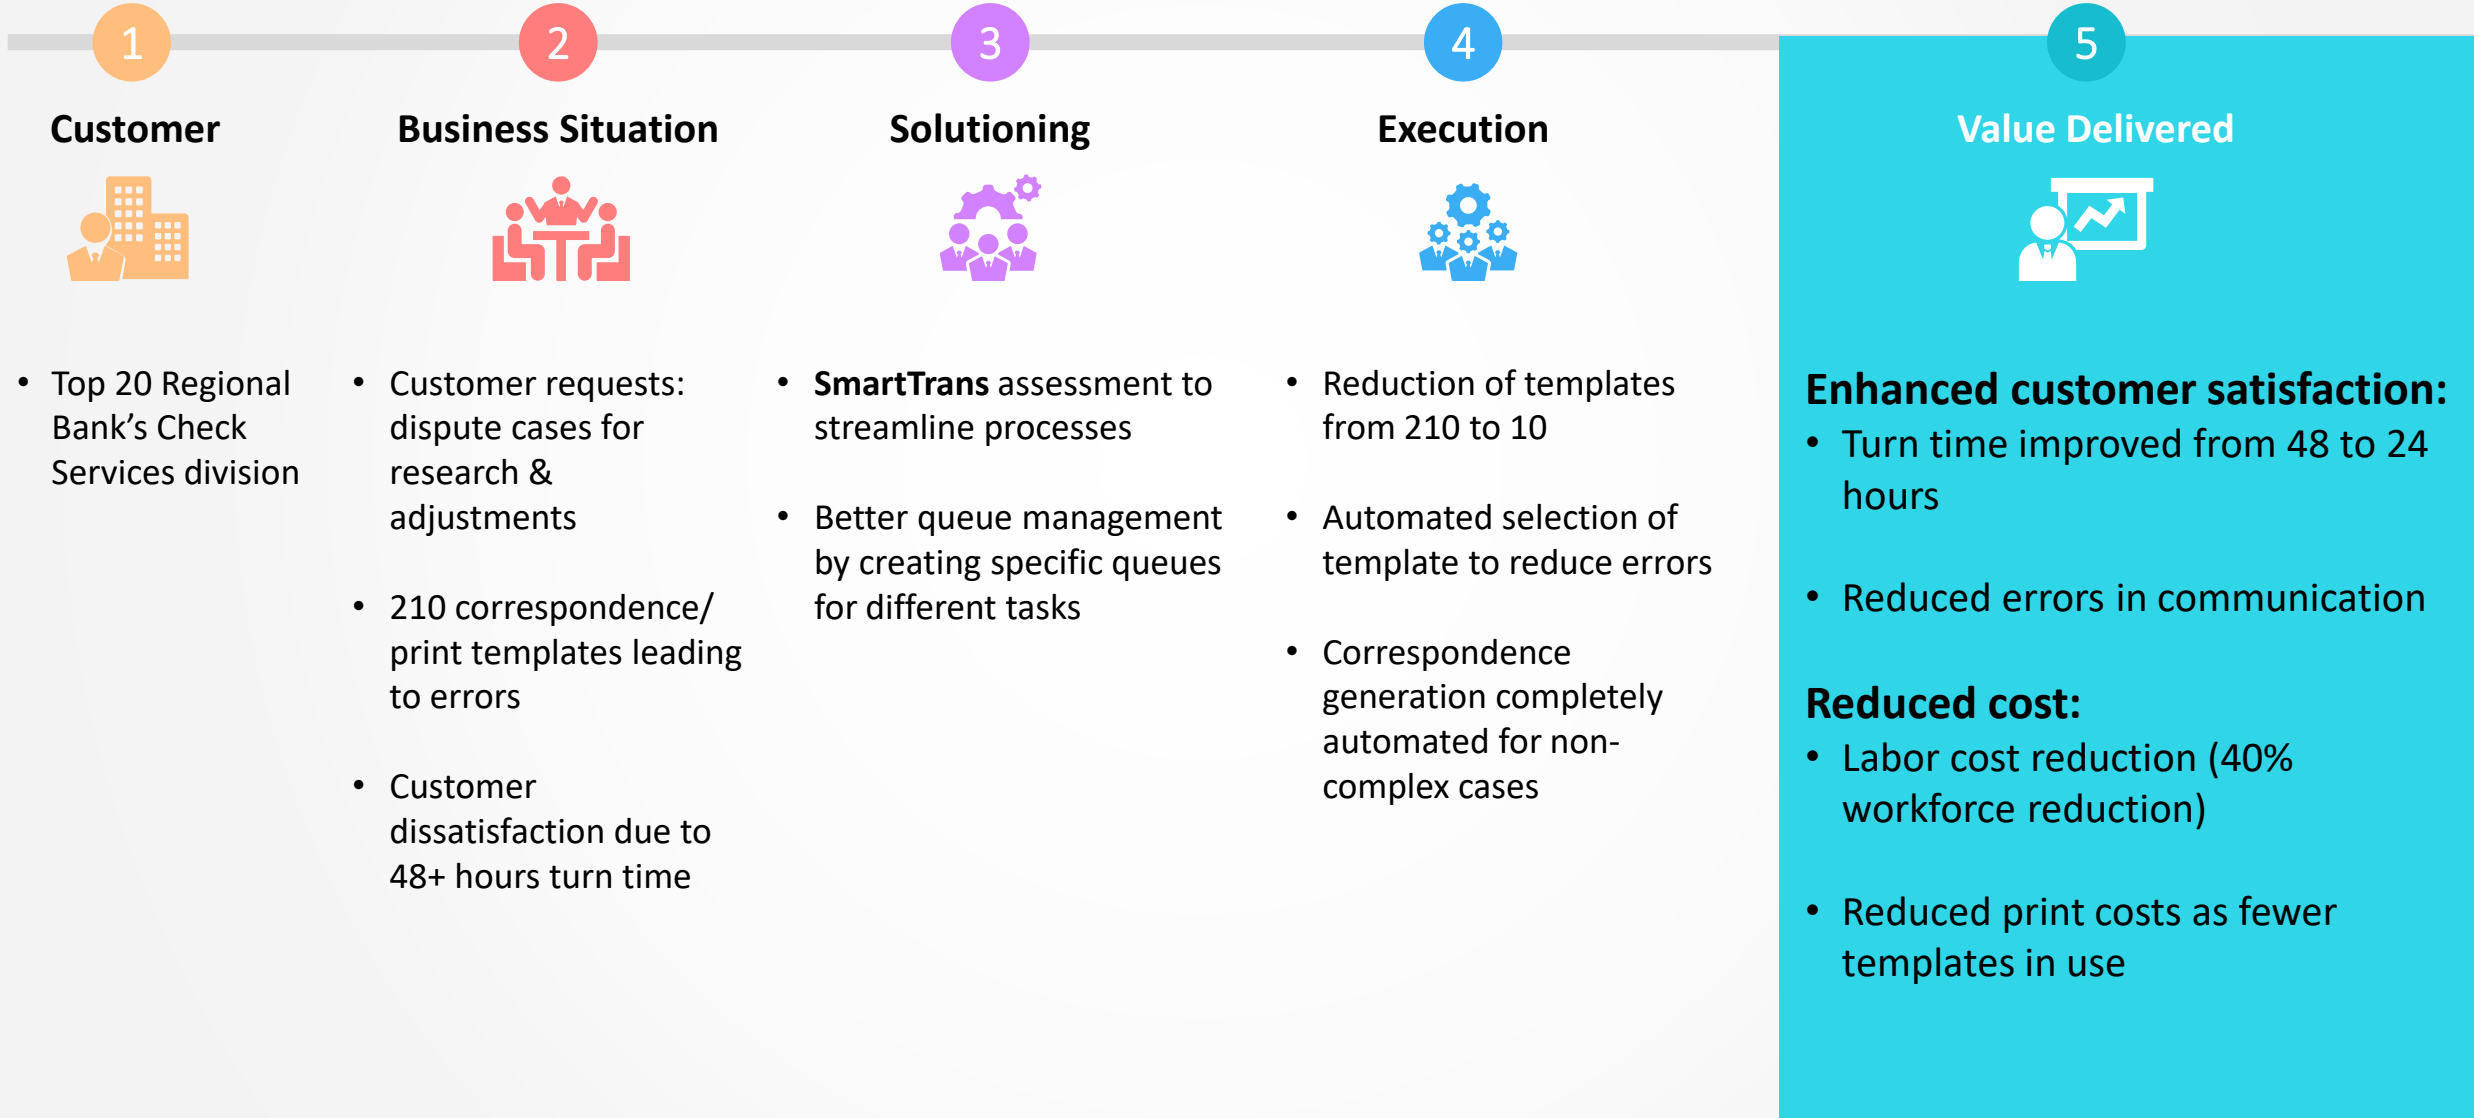 1
Customer
• Top 20 Regional
Bank’s Check
Services division
2
Business Situation
• Customer requests:
dispute cases for
research &
adjustments
• 210 correspondence/
print templates leading
to errors
• Customer
dissatisfaction due to
48+ hours turn time
3
Solutioning
• SmartTrans assessment to
streamline processes
• Better queue management
by creating specific queues
for different tasks
4
Execution
• Reduction of templates
from 210 to 10
• Automated selection of
template to reduce errors
• Correspondence
generation completely
automated for non-
complex cases
5
Value Delivered
Enhanced customer satisfaction:
• Turn time improved from 48 to 24
hours
• Reduced errors in communication
Reduced cost:
• Labor cost reduction (40%
workforce reduction)
• Reduced print costs as fewer
templates in use